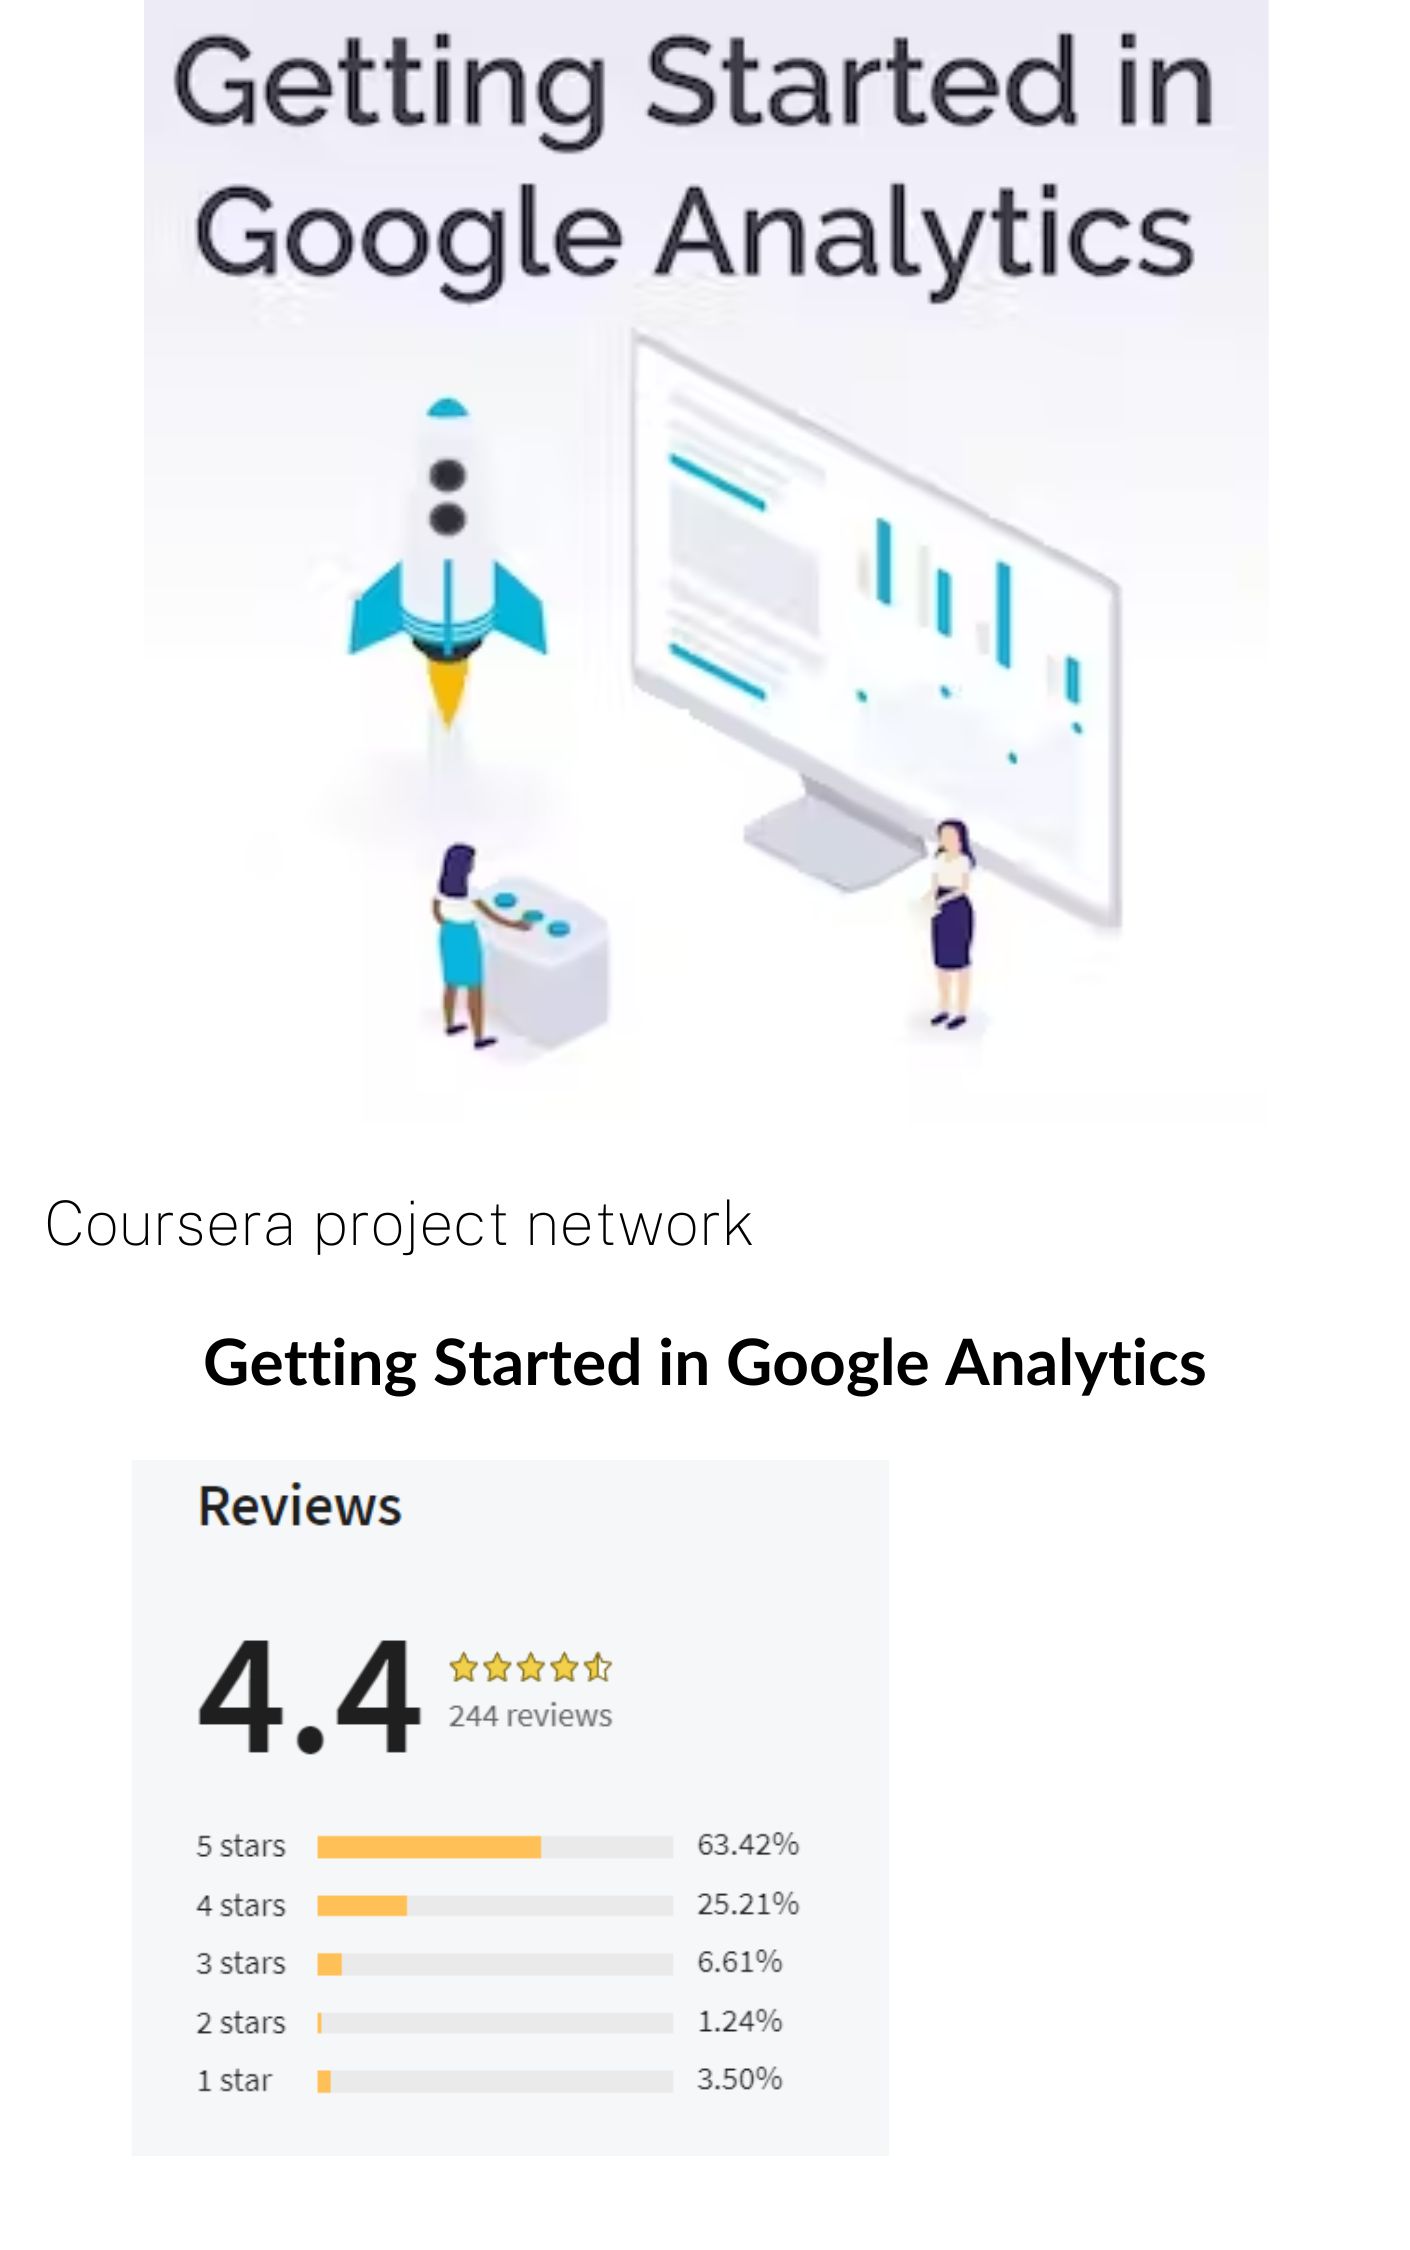 Getting Started in
Google Analytics
Coursera project network
Getting Started in Google Analytics
Reviews
4.4
244 reviews
5 stars 63.42%
4 stars 25.21%
3 stars 6.61%
2 stars 1.24%
1 star 3.50%